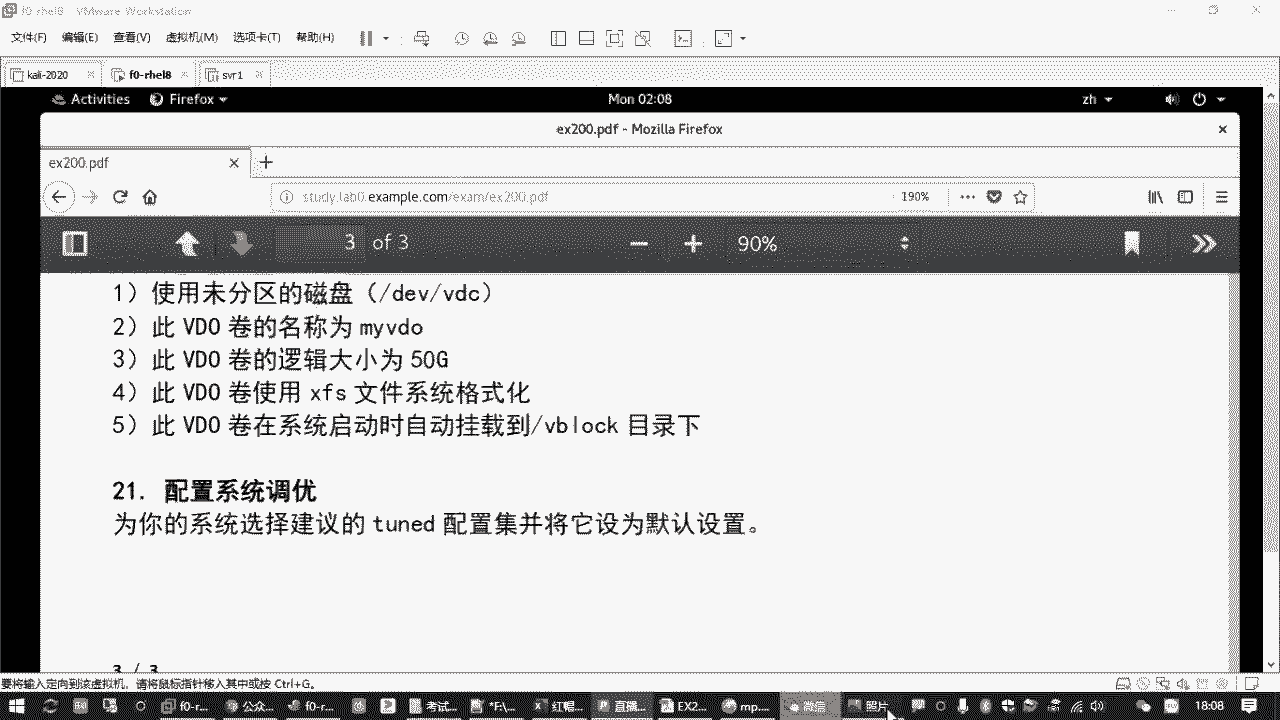 f0-rhel8 - VMware Workstation
文件(F) 编辑(E) 查看(V) 虚拟机(M) 选项卡(T) 帮助(H)
kali-2020 f0-rhel8 svr1
Activities Firefox Mon 02:08 zh
ex200.pdf - Mozilla Firefox
ex200.pdf
study.lab0.example.com/exam/ex200.pdf 190%
3 of 3 90%
1）使用未分区的磁盘（/dev/vdc）
2）此 VDO 卷的名称为 myvdo
3）此 VDO 卷的逻辑大小为 50G
4）此 VDO 卷使用 xfs 文件系统格式化
5）此 VDO 卷在系统启动时自动挂载到/vblock 目录下
21. 配置系统调优
为你的系统选择建议的 tuned 配置集并将它设为默认设置。
3 / 3
要将输入定向到该虚拟机，请将鼠标指针移入其中或按 Ctrl+G。
f0-r... 公众... f0-r... 考试... *F:\... 红帽... 直播... EX2... mp.... 微信 照片 18:08